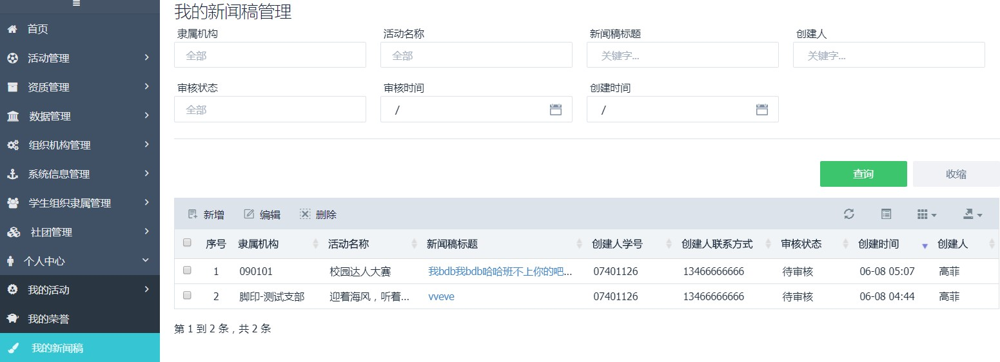 首页
活动管理
资质管理
数据管理
组织机构管理
系统信息管理
学生组织隶属管理
社团管理
个人中心
我的活动
我的荣誉
我的新闻稿
我的新闻稿管理
隶属机构 活动名称 新闻稿标题 创建人
全部 全部 关键字... 关键字...
审核状态 审核时间 创建时间
全部 / /
查询 收缩
新增 编辑 删除
序号 隶属机构 活动名称 新闻稿标题 创建人学号 创建人联系方式 审核状态 创建时间 创建人
1 090101 校园达人大赛 我bdb我bdb哈哈班不上你的吧... 07401126 13466666666 待审核 06-08 05:07 高菲
2 脚印-测试支部 迎着海风，听着... vveve 07401126 13466666666 待审核 06-08 04:44 高菲
第 1 到 2 条，共 2 条